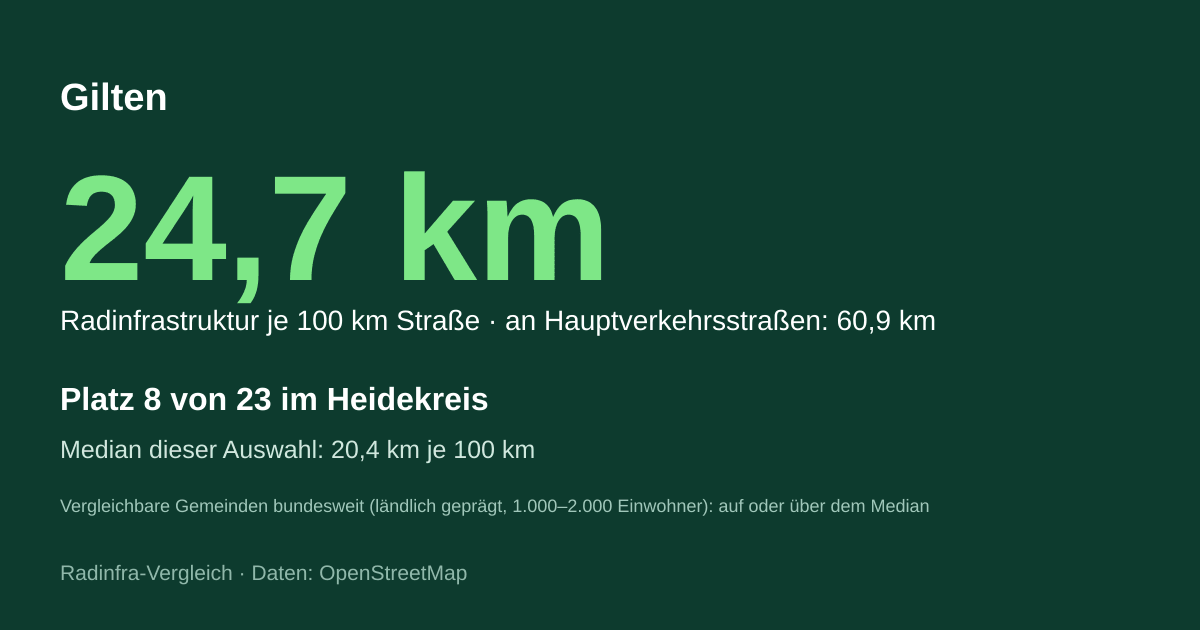 Gilten
24,7 km
Radinfrastruktur je 100 km Straße · an Hauptverkehrsstraßen: 60,9 km
Platz 8 von 23 im Heidekreis
Median dieser Auswahl: 20,4 km je 100 km
Vergleichbare Gemeinden bundesweit (ländlich geprägt, 1.000–2.000 Einwohner): auf oder über dem Median
Radinfra-Vergleich · Daten: OpenStreetMap